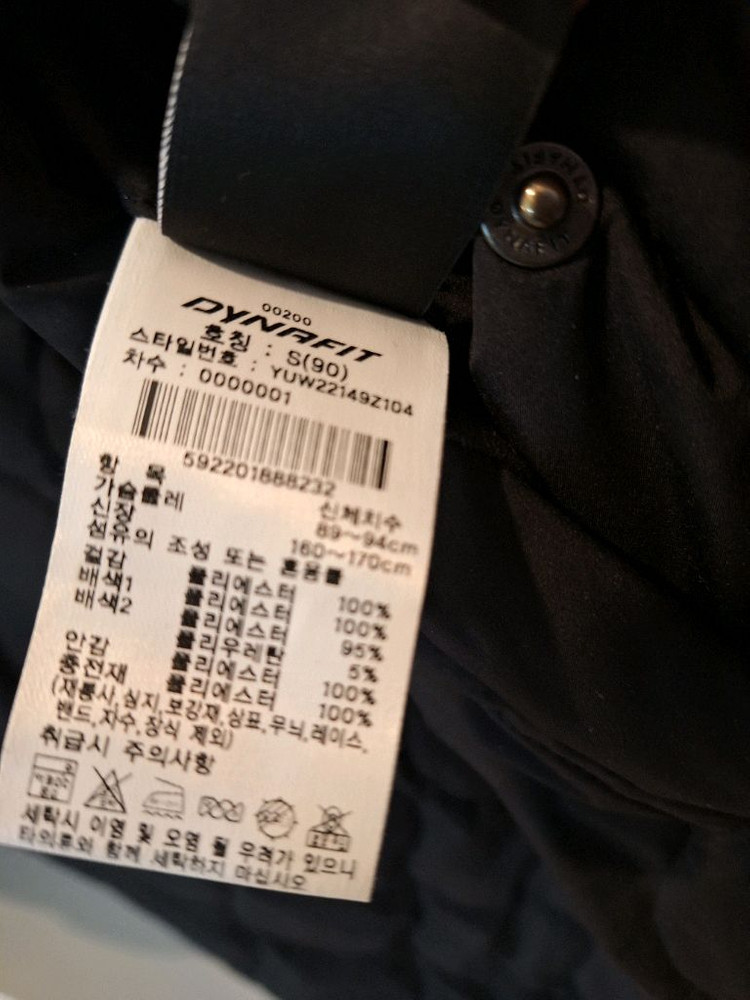 00200
DYNAFIT
호칭 : S(90)
스타일번호 : YUW22149Z104
차수 : 0000001
592201888232
항 목 신체치수
가슴둘레 89~94cm
신장 160~170cm
섬유의 조성 또는 혼용률
겉감 폴리에스터 100%
배색1 폴리에스터 100%
배색2 폴리에스터 95%
폴리우레탄 5%
안감 폴리에스터 100%
충전재 폴리에스터 100%
(재봉사,심지,보강재,상표,무늬,레이스,
밴드,자수,장식 제외)
취급시 주의사항
세탁시 이염 및 오염 될 우려가 있으니
타의류와 함께 세탁하지 마십시오
DYNAFIT